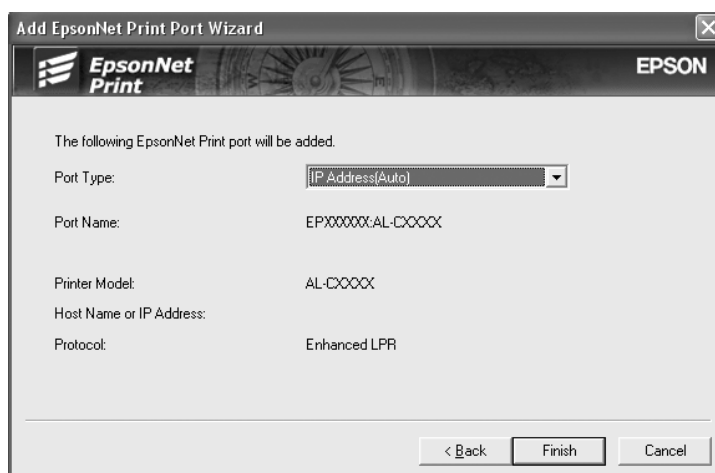 Add EpsonNet Print Port Wizard
EpsonNet
Print
EPSON
W
E
The following EpsonNet Print port will be added.
Port Type: IP Address(Auto)
Port Name: EPXXXXXX:AL-CXXXX
Printer Model: AL-CXXXX
Host Name or IP Address:
Protocol: Enhanced LPR
< Back Finish Cancel